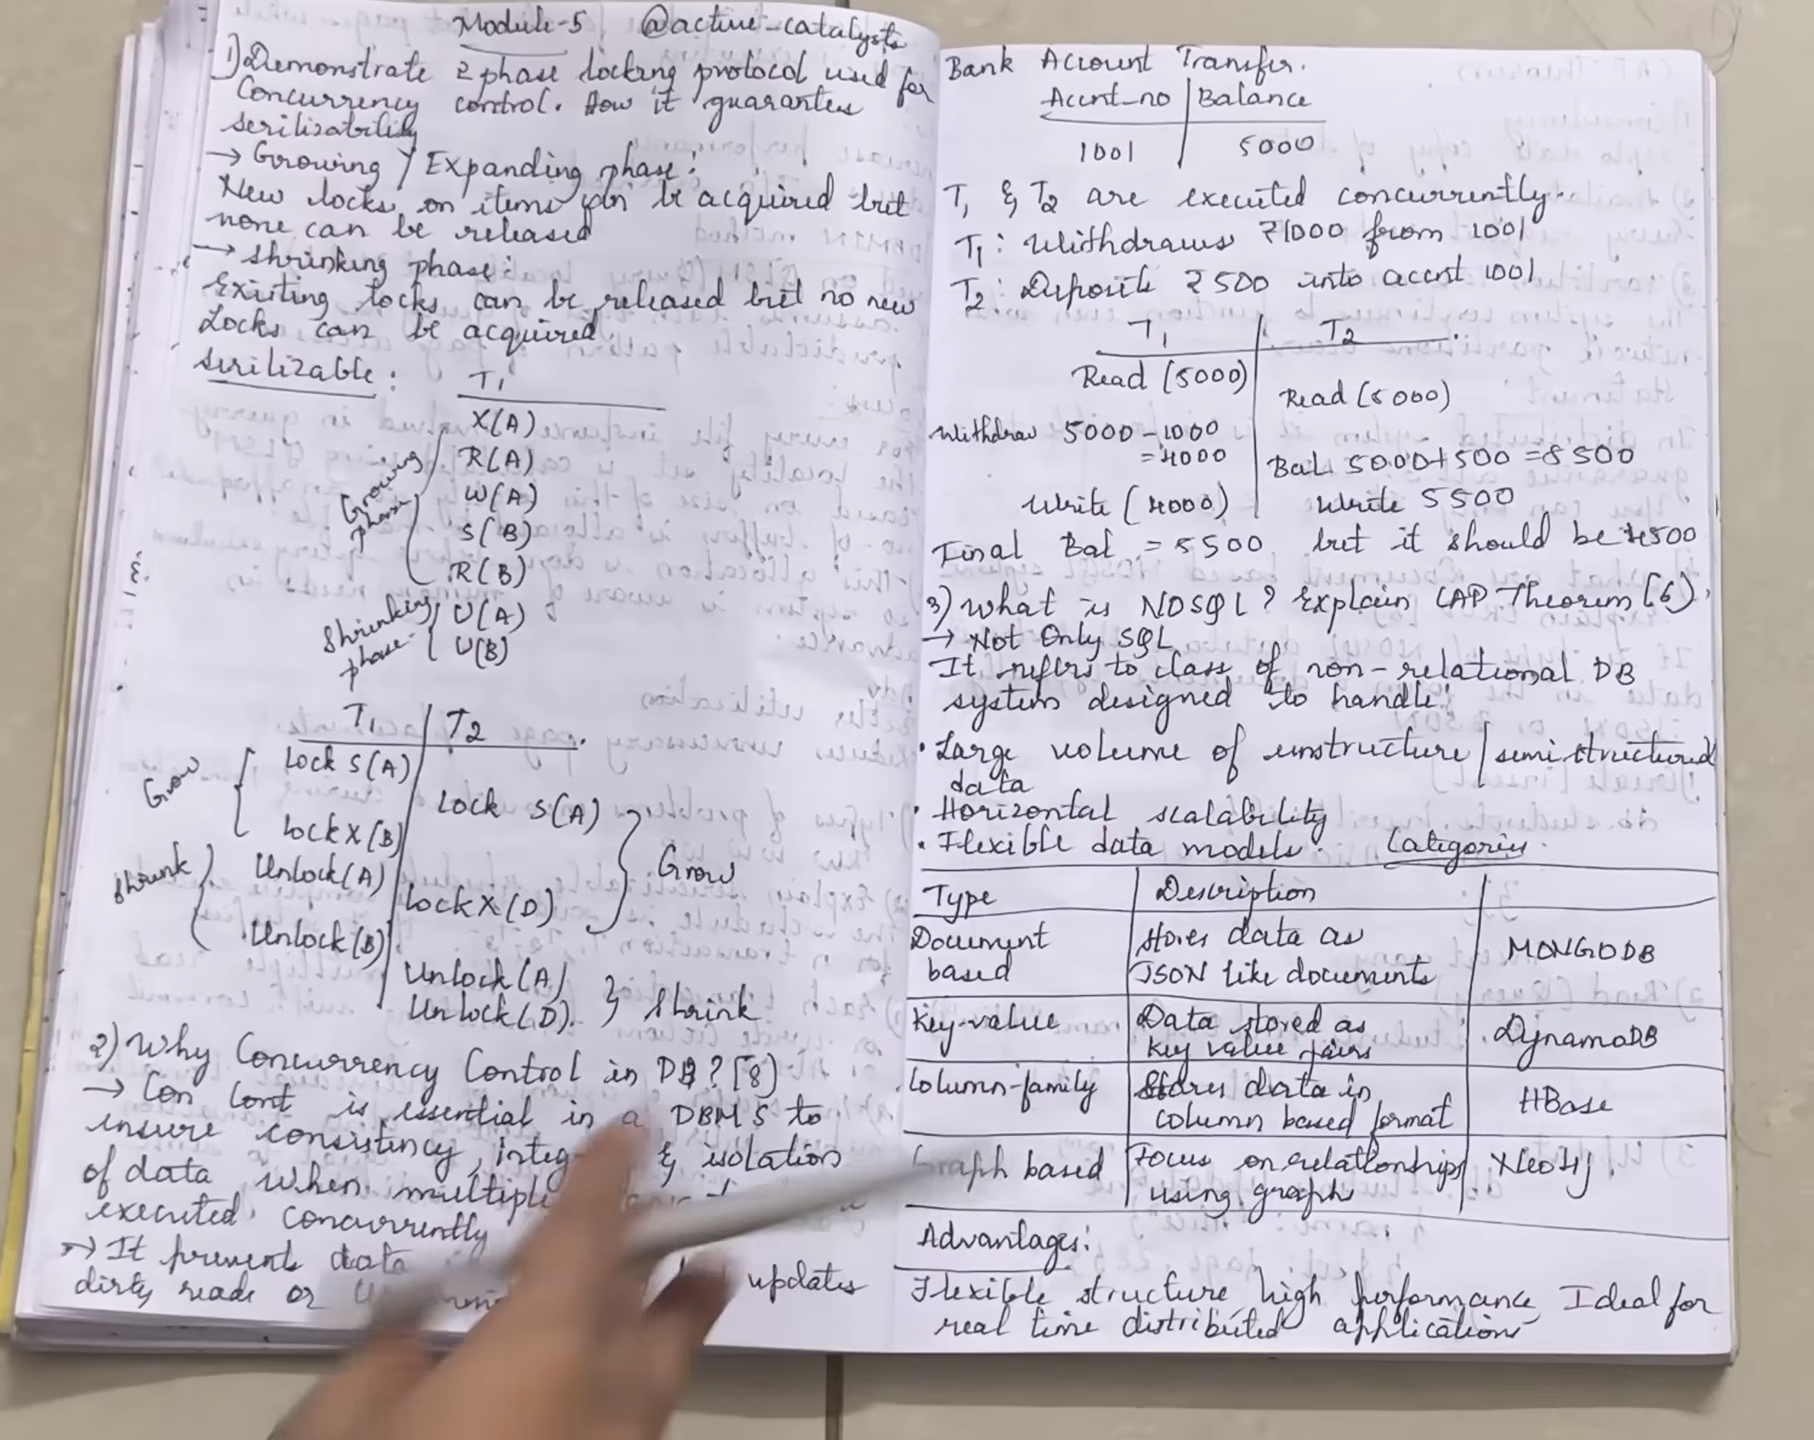 Module-5 @active-catalysts
1) Demonstrate 2 phase locking protocol used for
Concurrency control. How it guarantees
serilizability
→ Growing / Expanding phase:
New locks on items can be acquired but
none can be released
→ Shrinking phase:
Existing locks can be released but no new
Locks can be acquired
serilizable: T1
X(A)
R(A)
Growing phase
W(A)
S(B)
R(B)
Shrinking phase
U(A)
U(B)
T1 T2
Grow
Lock S(A)
Lock S(A)
Lock X(B)
Grow
Shrink
Unlock(A)
Lock X(D)
Unlock(B)
Unlock(A)
Unlock(D) } Shrink
2) Why Concurrency Control in DB? [8)
→ Con Cont is essential in a DBMS to
ensure consistency, & isolation
of data when
executed concurrently
→ It prevents data
dirty reads or updates
Bank Account Transfer.
Accnt-no Balance
1001 5000
T1 & T2 are executed concurrently.
T1: Withdraws ₹1000 from 1001
T2: Deposits ₹500 into accnt 1001
T1 T2
Read (5000)
Read (5000)
Withdraw 5000-1000
=4000
Bal 5000+500 =5500
Write (4000) Write 5500
Final Bal = 5500 but it should be 4500
3) What is NOSQL? Explain CAP Theorem [6)
→ Not Only SQL
It refers to class of non-relational DB
system designed to handle:
• Large volume of unstructure / semi structured
data
• Horizontal scalability
• Flexible data models. Categories
Type Description
Document based Stores data as JSON like documents MONGODB
Key-value Data stored as key value pairs DynamoDB
Column-family Stores data in column based format HBase
Graph based Focus on relationships using graph Neo4j
Advantages:
Flexible structure high performance, Ideal for
real time distributed application